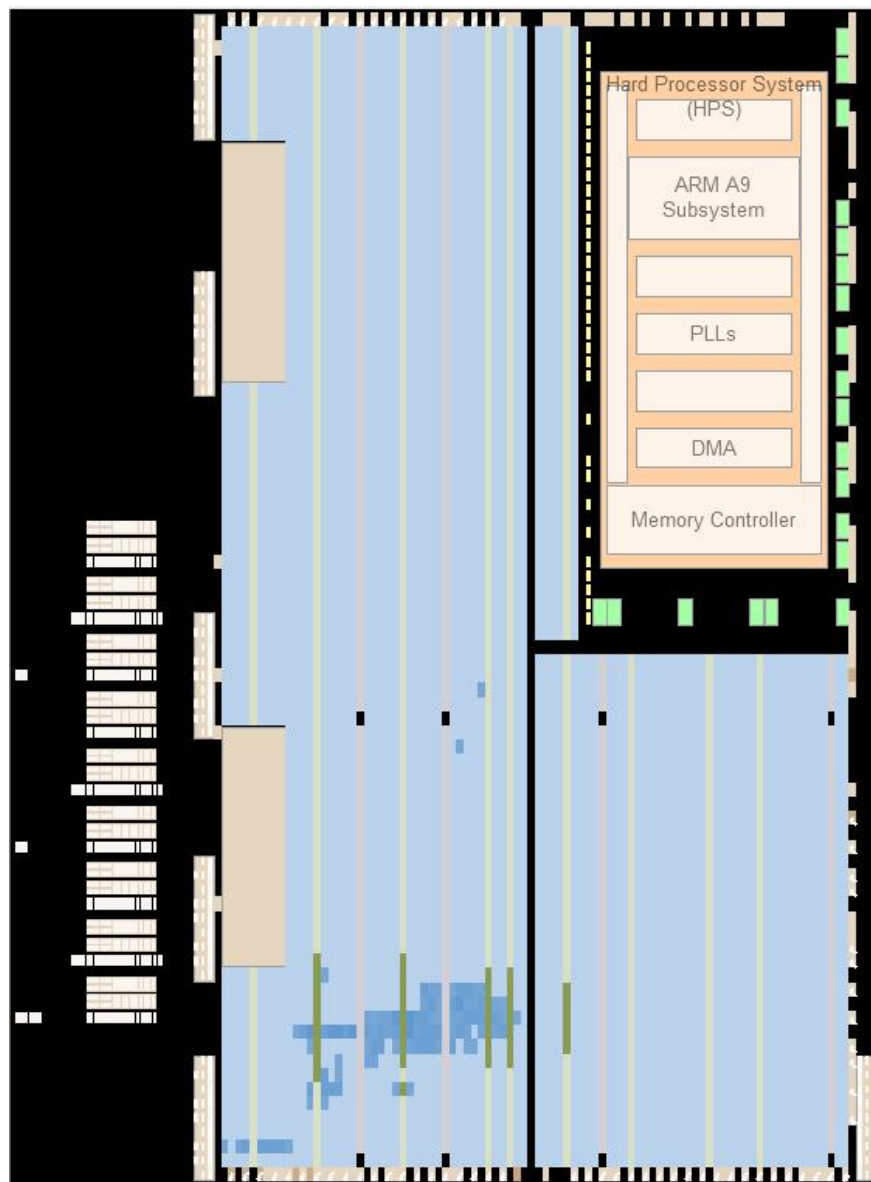 Hard Processor System
(HPS)
ARM A9
Subsystem
PLLs
DMA
Memory Controller